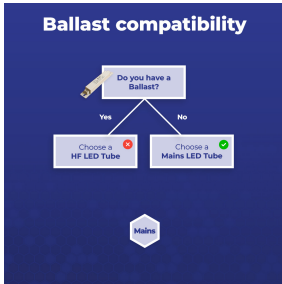 Ballast compatibility
Do you have a
Ballast?
Yes
No
Choose a
HF LED Tube
Choose a
Mains LED Tube
Mains